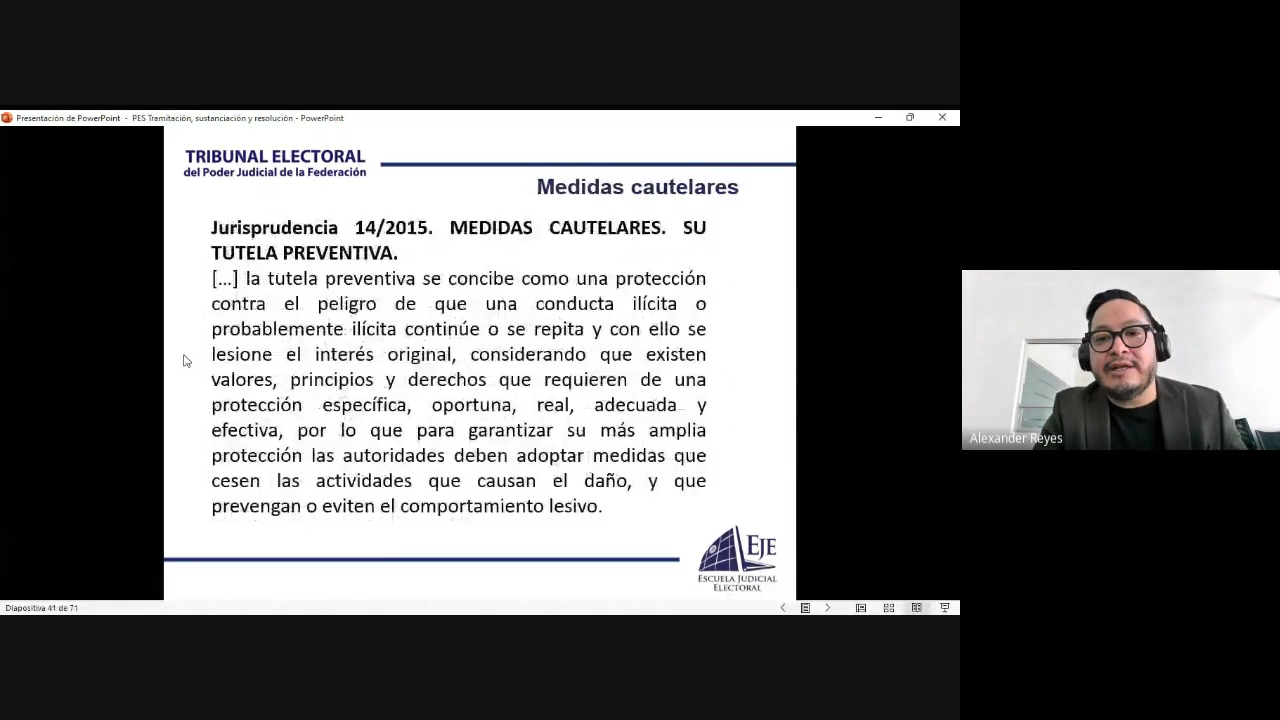 Presentación de PowerPoint - PES Tramitación, sustanciación y resolución - PowerPoint
TRIBUNAL ELECTORAL
del Poder Judicial de la Federación
Medidas cautelares
Jurisprudencia 14/2015. MEDIDAS CAUTELARES. SU
TUTELA PREVENTIVA.
[...] la tutela preventiva se concibe como una protección
contra el peligro de que una conducta ilícita o
probablemente ilícita continúe o se repita y con ello se
lesione el interés original, considerando que existen
valores, principios y derechos que requieren de una
protección específica, oportuna, real, adecuada y
efectiva, por lo que para garantizar su más amplia
protección las autoridades deben adoptar medidas que
cesen las actividades que causan el daño, y que
prevengan o eviten el comportamiento lesivo.
EJE
ESCUELA JUDICIAL
ELECTORAL
Diapositiva 41 de 71
Alexander Reyes